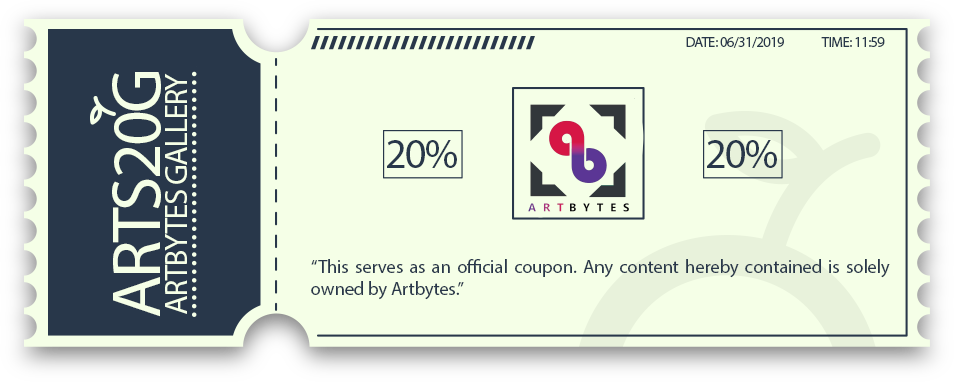 ARTS20G
ARTBYTES GALLERY
DATE: 06/31/2019 TIME: 11:59
20%
ARTBYTES
20%
“This serves as an official coupon. Any content hereby contained is solely
owned by Artbytes.”